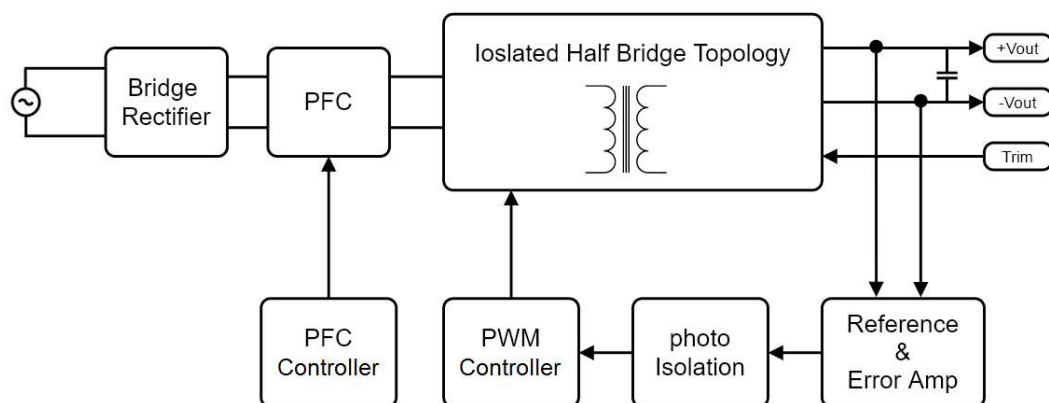 Ioslated Half Bridge Topology
+Vout
Bridge
Rectifier
PFC
-Vout
Trim
PFC
Controller
PWM
Controller
photo
Isolation
Reference
&
Error Amp